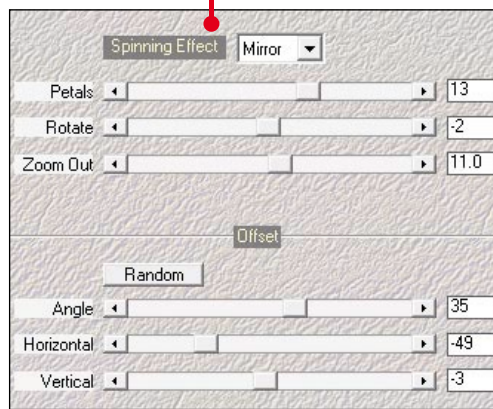 Spinning Effect Mirror
Petals 13
Rotate -2
Zoom Out 11.0
Offset
Random
Angle 35
Horizontal -49
Vertical -3